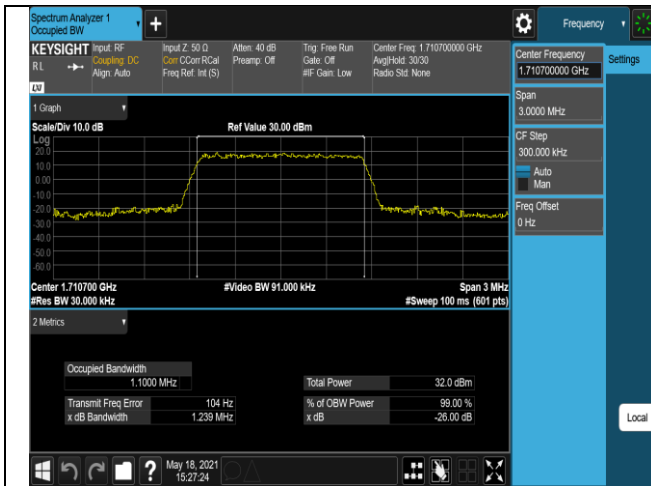 Spectrum Analyzer 1
Occupied BW
+
Frequency
KEYSIGHT Input: RF
RL
Coupling: DC
Align: Auto
LXI
Input Z: 50 Ω
Corr CCorr RCal
Freq Ref: Int (S)
Atten: 40 dB
Preamp: Off
Trig: Free Run
Gate: Off
#IF Gain: Low
Center Freq: 1.710700000 GHz
Avg|Hold: 30/30
Radio Std: None
Center Frequency
1.710700000 GHz
Settings
Span
3.0000 MHz
CF Step
300.000 kHz
Auto
Man
Freq Offset
0 Hz
1 Graph
Scale/Div 10.0 dB
Ref Value 30.00 dBm
Log
20.0
10.0
0.00
-10.0
-20.0
-30.0
-40.0
-50.0
-60.0
Center 1.710700 GHz
#Video BW 91.000 kHz
Span 3 MHz
#Res BW 30.000 kHz
#Sweep 100 ms (601 pts)
2 Metrics
Occupied Bandwidth
1.1000 MHz
Total Power 32.0 dBm
Transmit Freq Error 104 Hz
% of OBW Power 99.00 %
x dB Bandwidth 1.239 MHz
x dB -26.00 dB
Local
?
May 18, 2021
15:27:24